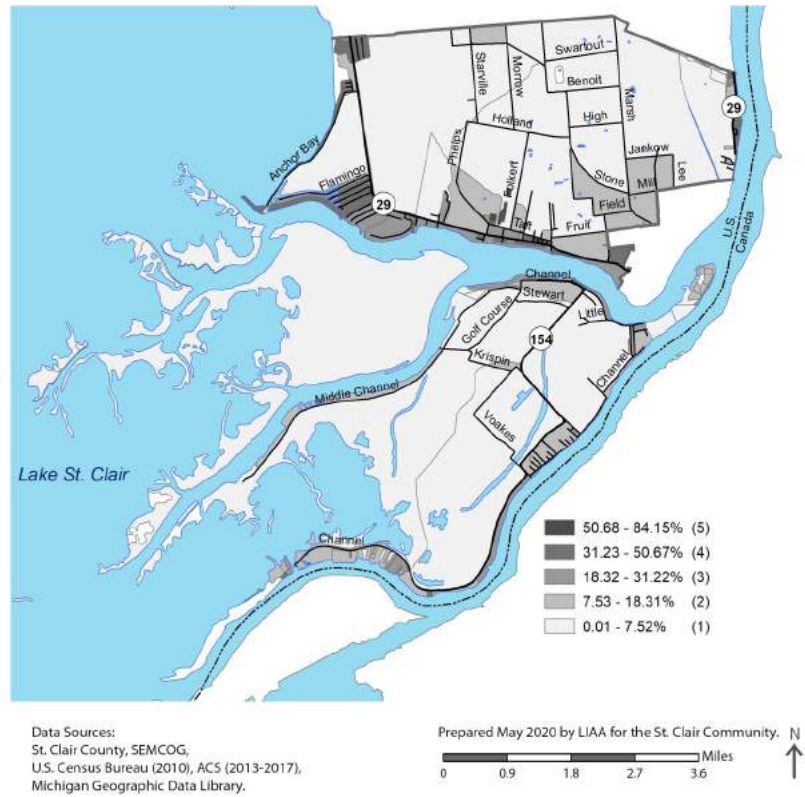 Swartout
Starville
Morrow
Benoit
Marsh
29
High
Holland
Jankow
Phelps
Anchor Bay
Folkert
Stone
Mill
Lee
Flamingo
Field
29
Taft
Fruit
U.S.
Canada
Channel
Stewart
Golf Course
Little
154
Krispin
Channel
Middle Channel
Voakes
Lake St. Clair
Channel
50.68 - 84.15% (5)
31.23 - 50.67% (4)
18.32 - 31.22% (3)
7.53 - 18.31% (2)
0.01 - 7.52% (1)
Data Sources:
St. Clair County, SEMCOG,
U.S. Census Bureau (2010), ACS (2013-2017),
Michigan Geographic Data Library.
Prepared May 2020 by LIAA for the St. Clair Community.
N
Miles
0 0.9 1.8 2.7 3.6